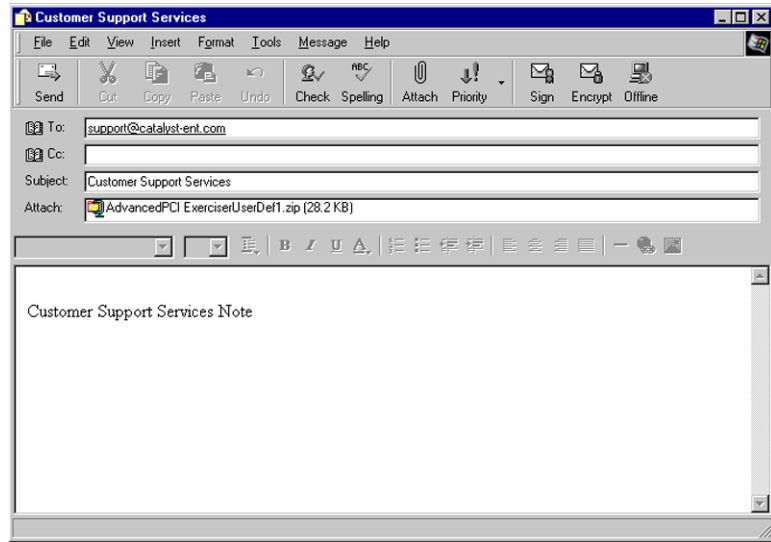 Customer Support Services
File Edit View Insert Format Tools Message Help
Send Cut Copy Paste Undo Check ABC Spelling Attach Priority Sign Encrypt Offline
To: support@catalyst-ent.com
Cc:
Subject: Customer Support Services
Attach: AdvancedPCI ExerciserUserDef1.zip (28.2 KB)
B I U A
Customer Support Services Note